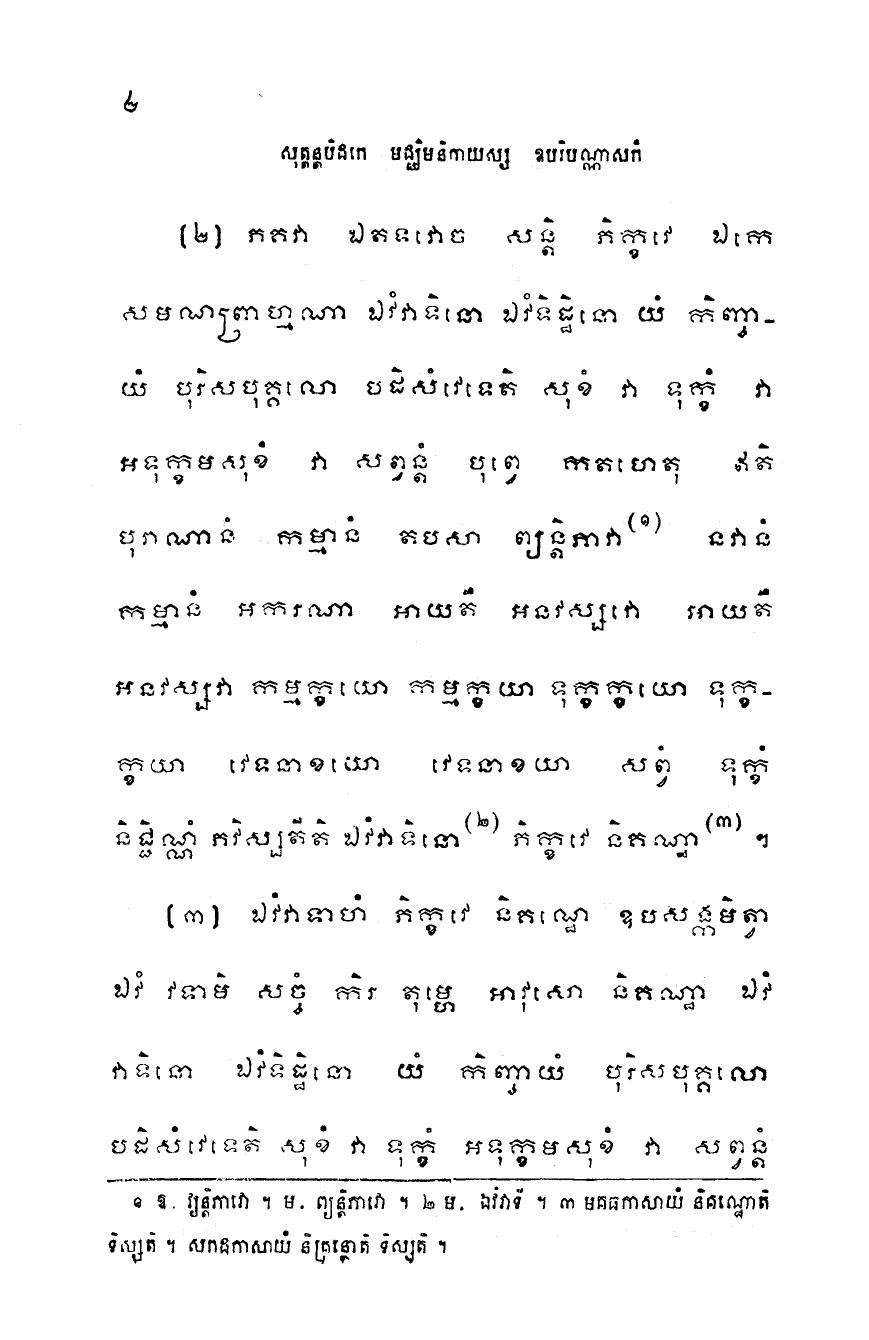 ២
សុត្តន្តបិដកេ មជ្ឈិមនិកាយស្ស ឧបរិបណ្ណាសកំ
(២) ភគវា ឯតទវោច សន្តិ ភិក្ខវេ ឯកេ
សមណព្រាហ្មណា ឯវំវាទិនោ ឯវំទិដ្ឋិនោ យំ កិញ្ចា-
យំ បុរិសបុគ្គលោ បដិសំវេទេតិ សុខំ វា ទុក្ខំ វា
អទុក្ខមសុខំ វា សព្វន្តំ បុព្វេ កតហេតុ ឥតិ
បុរាណានំ កម្មានំ តបសា ព្យន្តិភាវា(១) នវានំ
កម្មានំ អករណា អាយតឹ អនវស្សវោ អាយតឹ
អនវស្សវា កម្មក្ខយោ កម្មក្ខយា ទុក្ខក្ខយោ ទុក្ខ-
ក្ខយា វេទនាខយោ វេទនាខយា សព្វំ ទុក្ខំ
និជ្ជិណ្ណំ ភវិស្សតីតិ ឯវំវាទិនោ(២) ភិក្ខវេ និគណ្ឋា(៣) ។
(៣) ឯវំវាទាហំ ភិក្ខវេ និគណ្ឋេ ឧបសង្កមិត្វា
ឯវំ វទាមិ សច្ចំ កិរ តុម្ហេ អាវុសោ និគណ្ឋា ឯវំ
វាទិនោ ឯវំទិដ្ឋិនោ យំ កិញ្ចាយំ បុរិសបុគ្គលោ
បដិសំវេទេតិ សុខំ វា ទុក្ខំ អទុក្ខមសុខំ វា សព្វន្តំ
១ ឱ. វ្យន្តិភាវោ ។ ម. ព្យន្តិភាវោ ។ ២ ម. ឯវំវាទី ។ ៣ មគធភាសាយំ និគណ្ឋោតិ
ទិស្សតិ ។ សកដភាសាយំ និគ្រន្ថោតិ ទិស្សតិ ។